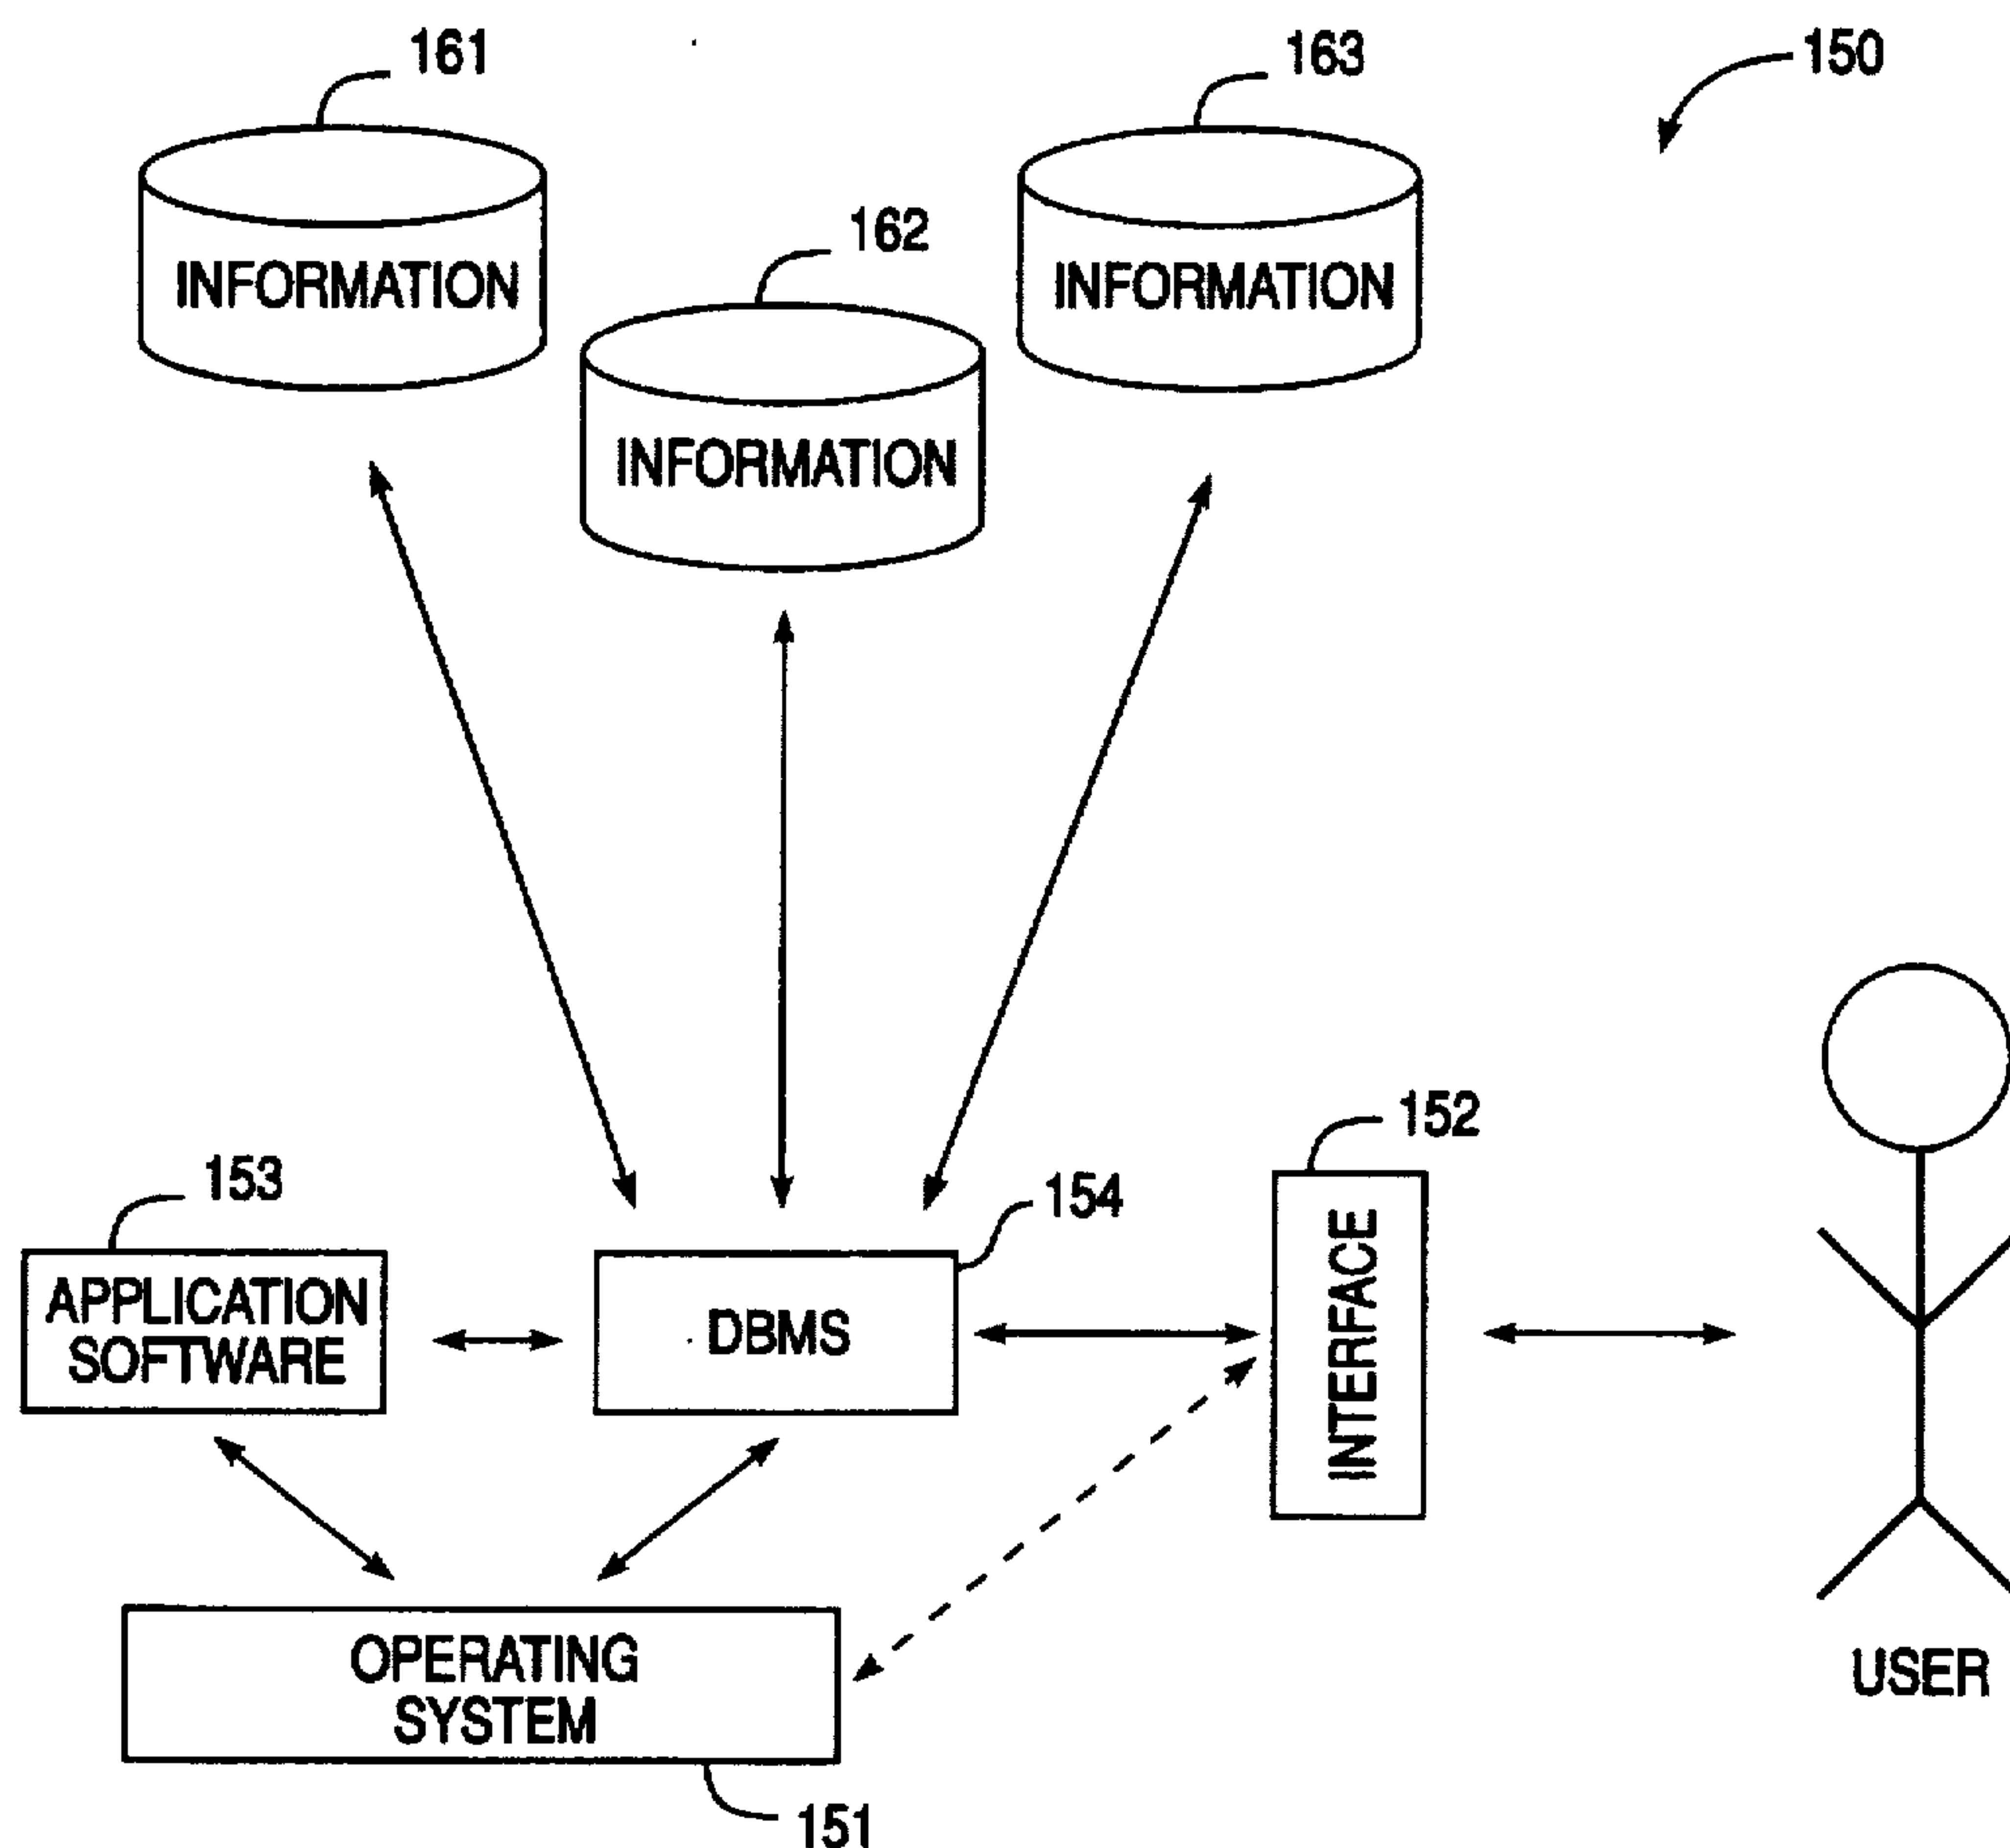 161
163
150
162
INFORMATION
INFORMATION
INFORMATION
152
153
154
APPLICATION
SOFTWARE
DBMS
INTERFACE
OPERATING
SYSTEM
USER
151